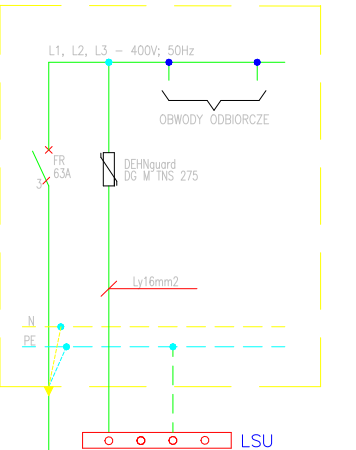 L1, L2, L3 - 400V; 50Hz
OBWODY ODBIORCZE
FR
63A
3
DEHNguard
DG M TNS 275
Ly16mm2
N
PE
LSU